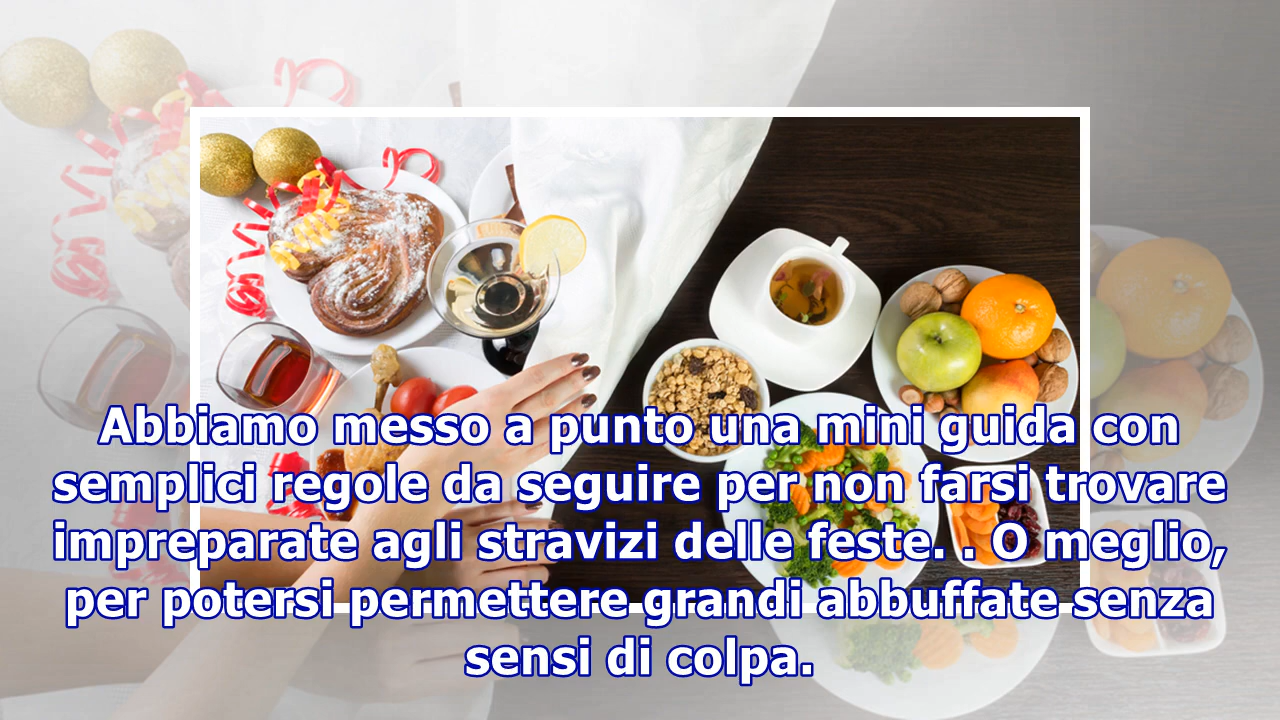 Abbiamo messo a punto una mini guida con
semplici regole da seguire per non farsi trovare
impreparate agli stravizi delle feste. . O meglio,
per potersi permettere grandi abbuffate senza
sensi di colpa.